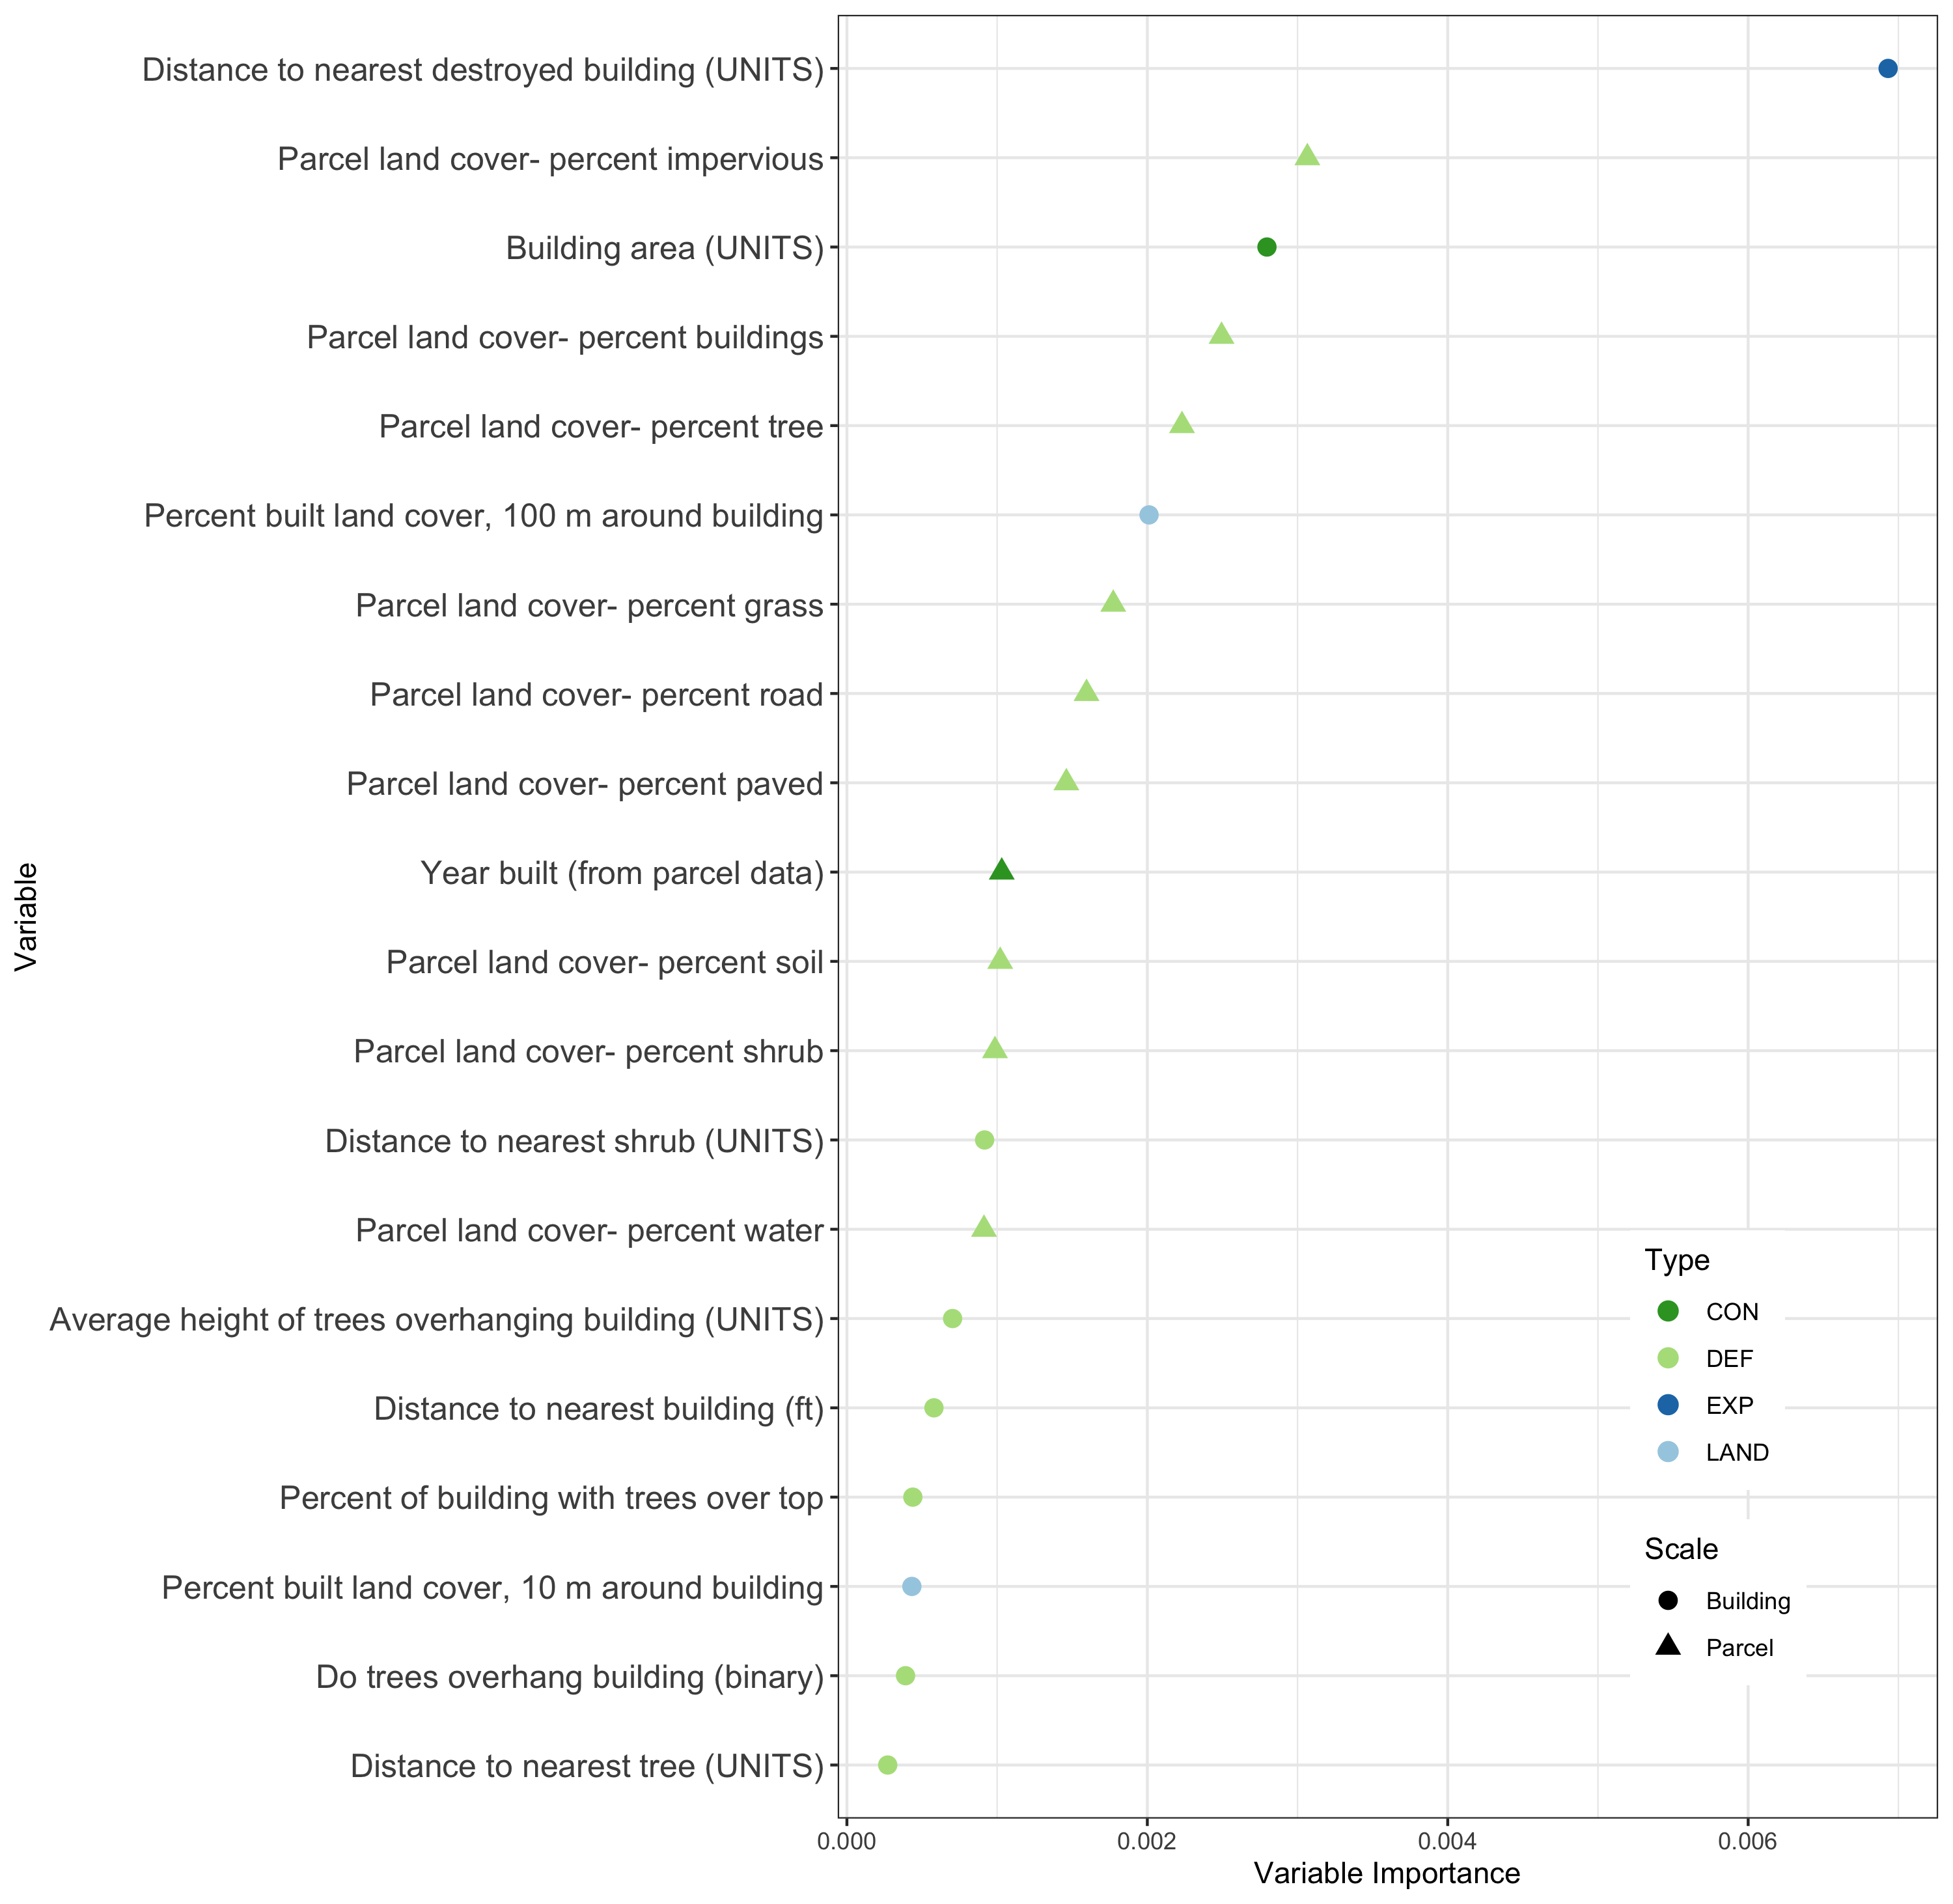 Distance to nearest destroyed building (UNITS)
Parcel land cover- percent impervious
Building area (UNITS)
Parcel land cover- percent buildings
Parcel land cover- percent tree
Percent built land cover, 100 m around building
Parcel land cover- percent grass
Parcel land cover- percent road
Parcel land cover- percent paved
Year built (from parcel data)
Parcel land cover- percent soil
Parcel land cover- percent shrub
Distance to nearest shrub (UNITS)
Parcel land cover- percent water
Average height of trees overhanging building (UNITS)
Distance to nearest building (ft)
Percent of building with trees over top
Percent built land cover, 10 m around building
Do trees overhang building (binary)
Distance to nearest tree (UNITS)
Variable
Type
CON
DEF
EXP
LAND
Scale
Building
Parcel
0.000 0.002 0.004 0.006
Variable Importance